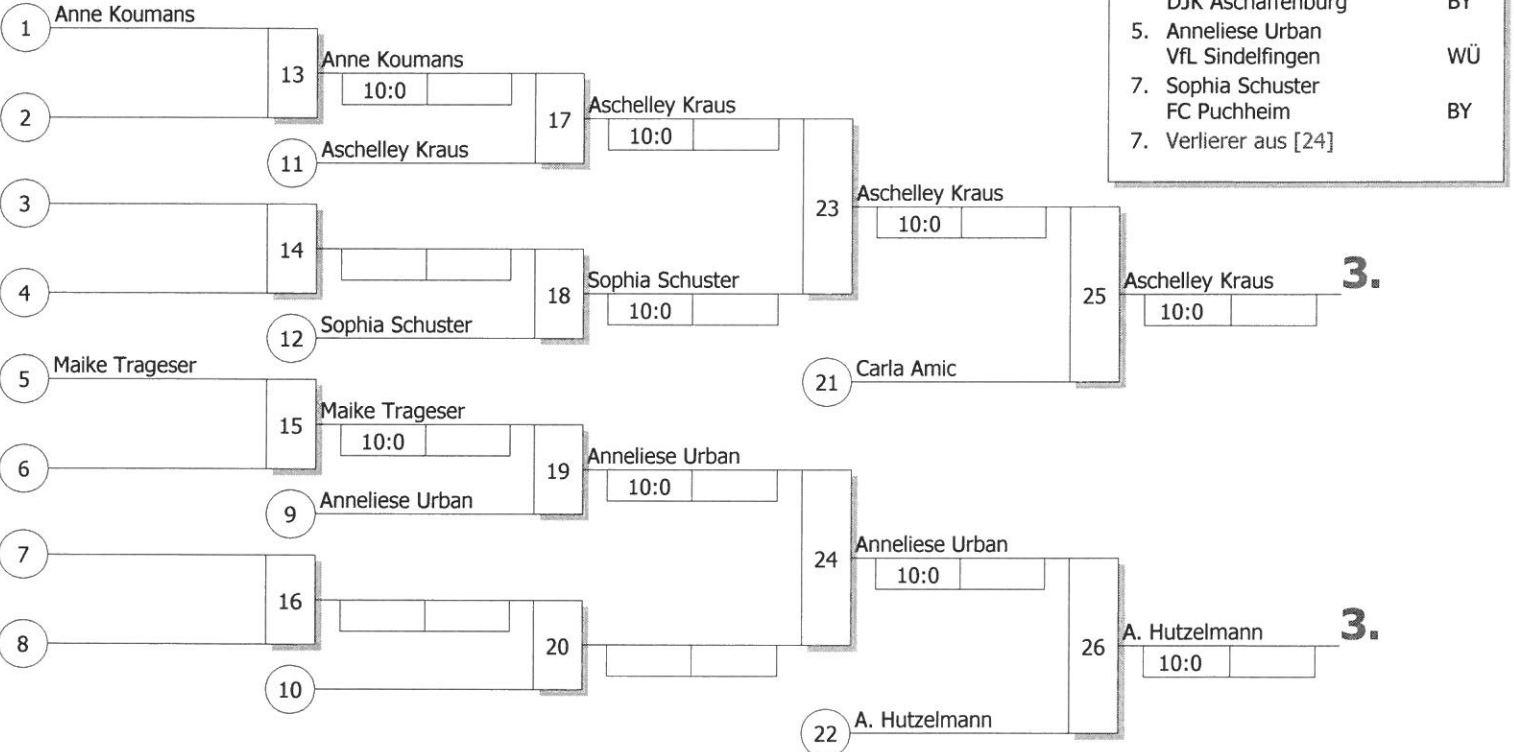 DJK Aschaffenburg BY
5. Anneliese Urban
VfL Sindelfingen WÜ
7. Sophia Schuster
FC Puchheim BY
7. Verlierer aus [24]
1 Anne Koumans
13 Anne Koumans
10:0
2
17 Aschelley Kraus
10:0
11 Aschelley Kraus
3
23 Aschelley Kraus
10:0
14
4
18 Sophia Schuster
10:0
12 Sophia Schuster
25 Aschelley Kraus 3.
10:0
5 Maike Trageser
21 Carla Amic
15 Maike Trageser
10:0
6
19 Anneliese Urban
10:0
9 Anneliese Urban
7
24 Anneliese Urban
10:0
16
8
20
10
26 A. Hutzelmann 3.
10:0
22 A. Hutzelmann